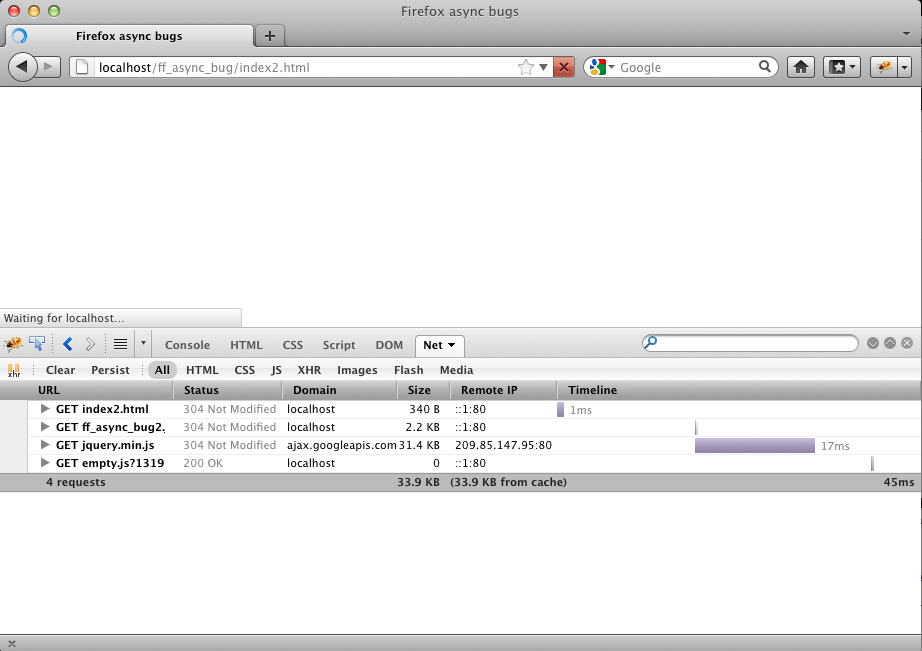 Firefox async bugs
Firefox async bugs
localhost/ff_async_bug/index2.html Google
Waiting for localhost...
Console HTML CSS Script DOM Net
xhr Clear Persist All HTML CSS JS XHR Images Flash Media
URL Status Domain Size Remote IP Timeline
GET index2.html 304 Not Modified localhost 340 B ::1:80 1ms
GET ff_async_bug2. 304 Not Modified localhost 2.2 KB ::1:80
GET jquery.min.js 304 Not Modified ajax.googleapis.com 31.4 KB 209.85.147.95:80 17ms
GET empty.js?1319 200 OK localhost 0 ::1:80
4 requests 33.9 KB (33.9 KB from cache) 45ms